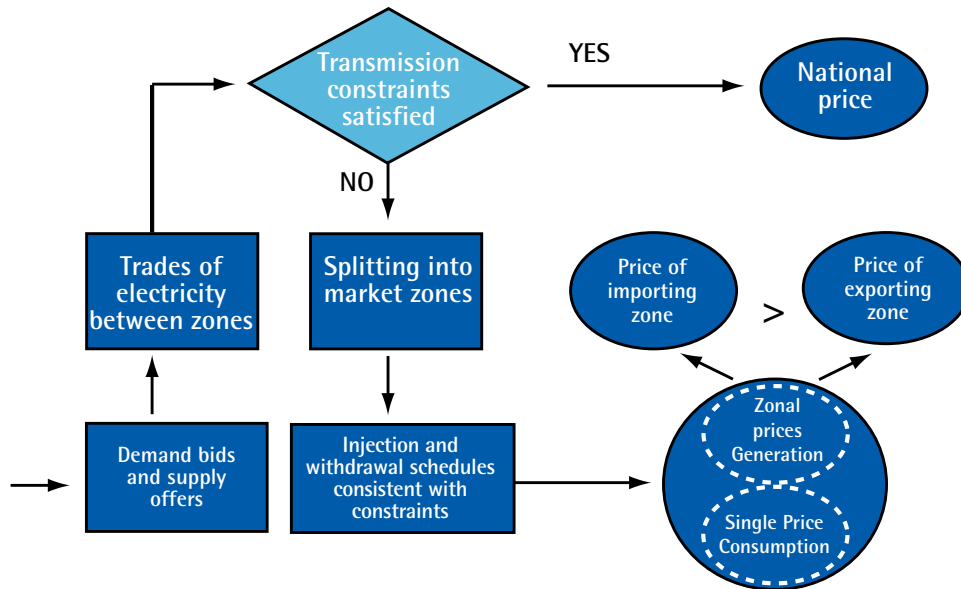 Transmission
constraints
satisfied
YES
National
price
NO
Trades of
electricity
between zones
Splitting into
market zones
Price of
importing
zone
>
Price of
exporting
zone
Demand bids
and supply
offers
Injection and
withdrawal schedules
consistent with
constraints
Zonal
prices
Generation
Single Price
Consumption